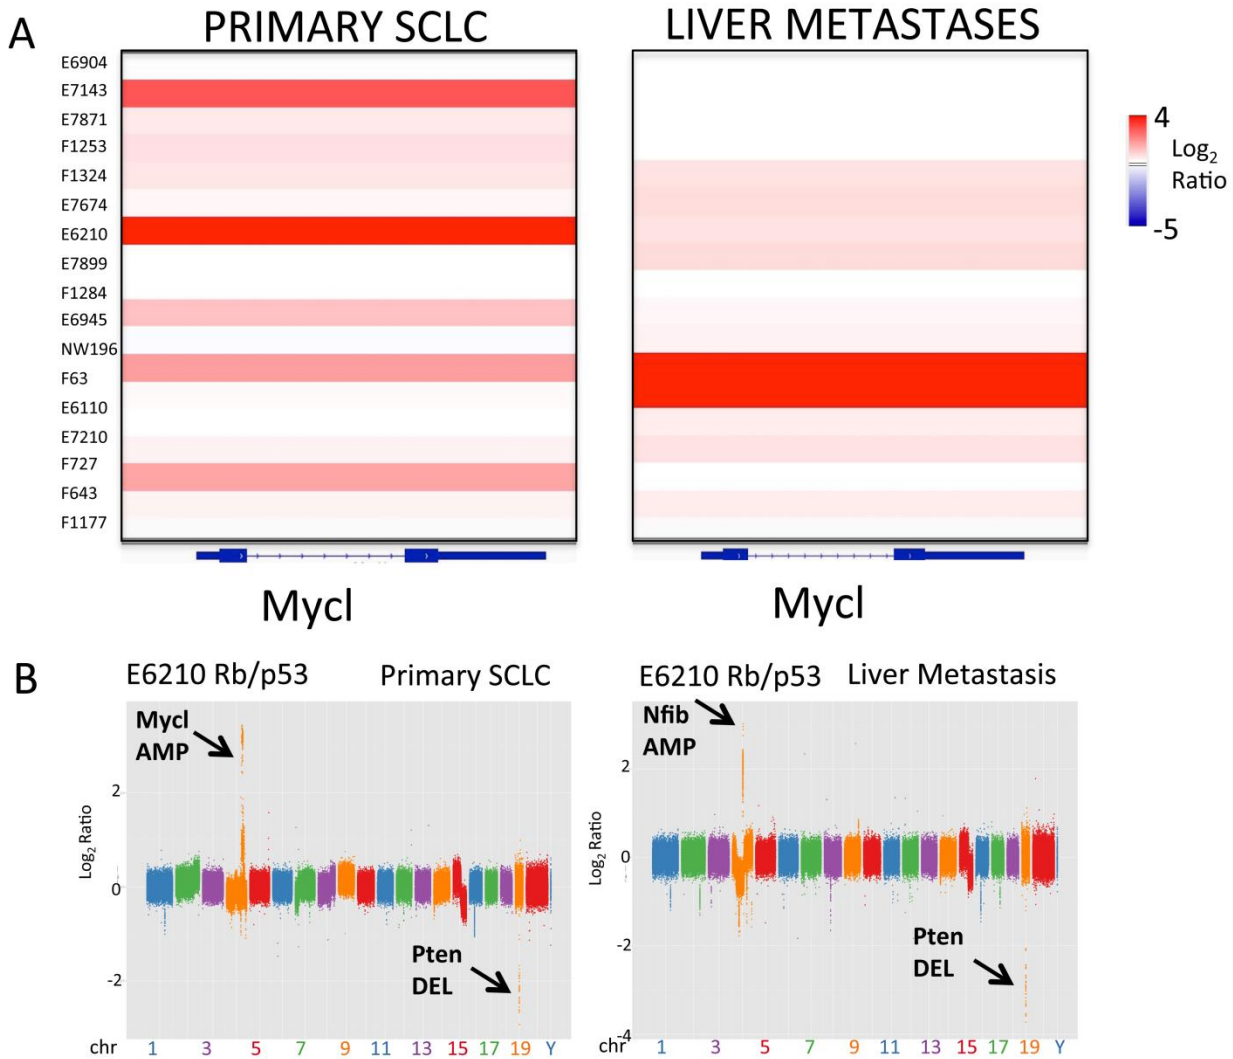 A
PRIMARY SCLC
LIVER METASTASES
E6904
E7143
E7871
F1253
F1324
E7674
E6210
E7899
F1284
E6945
NW196
F63
E6110
E7210
F727
F643
F1177
4
Log2
Ratio
-5
Mycl
Mycl
B
E6210 Rb/p53
Primary SCLC
Mycl
AMP
2
0
-2
Log2 Ratio
Pten
DEL
chr 1 3 5 7 9 11 13 15 17 19 Y
E6210 Rb/p53
Liver Metastasis
Nfib
AMP
2
0
-2
-4
Log2 Ratio
Pten
DEL
1 3 5 7 9 11 13 15 17 19 Y